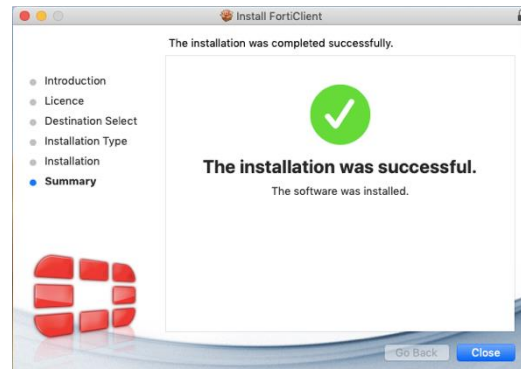 Install FortiClient
The installation was completed successfully.
Introduction
Licence
Destination Select
Installation Type
Installation
Summary
The installation was successful.
The software was installed.
Go Back
Close